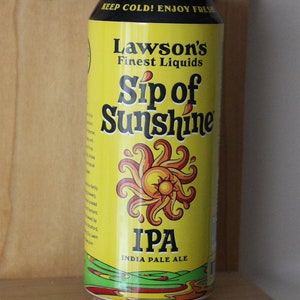 KEEP COLD! ENJOY FRESH
Lawson's
Finest Liquids
Sip of
Sunshine
IPA
INDIA PALE ALE